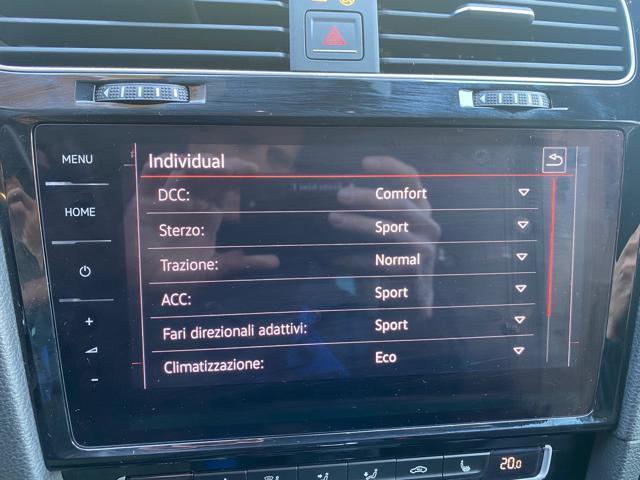 Individual
MENU
DCC: Comfort
HOME
Sterzo: Sport
Trazione: Normal
ACC: Sport
+
Fari direzionali adattivi: Sport
Climatizzazione: Eco
-
20.0